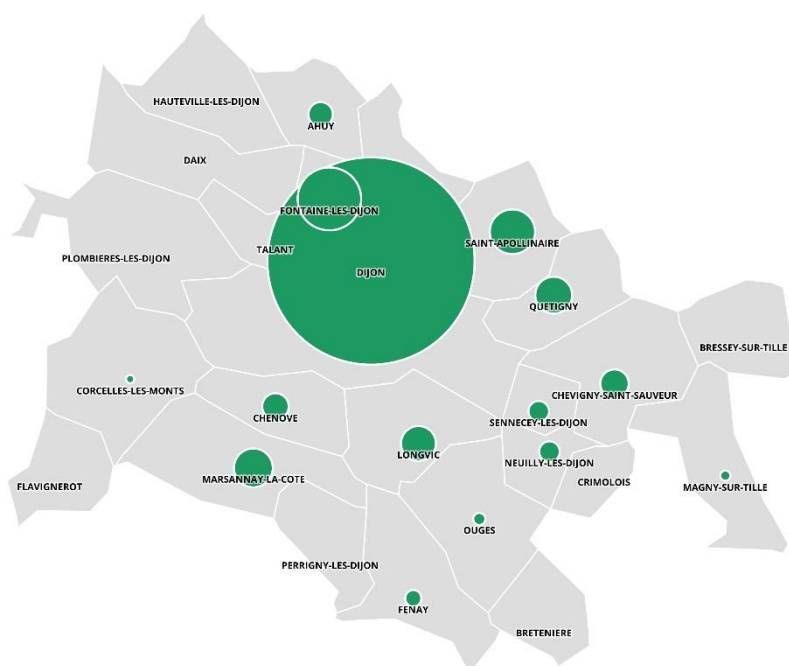 HAUTEVILLE-LES-DIJON
AHUY
DAIX
FONTAINE-LES-DIJON
TALANT
SAINT-APOLLINAIRE
PLOMBIERES-LES-DIJON
DIJON
QUETIGNY
BRESSEY-SUR-TILLE
CORCELLES-LES-MONTS
CHEVIGNY-SAINT-SAUVEUR
CHENOVE
SENNECEY-LES-DIJON
LONGVIC
NEUILLY-LES-DIJON
MARSANNAY-LA-COTE
CRIMOLOIS
FLAVIGNEROT
MAGNY-SUR-TILLE
OUGES
PERRIGNY-LES-DIJON
FENAY
BRETENIERE